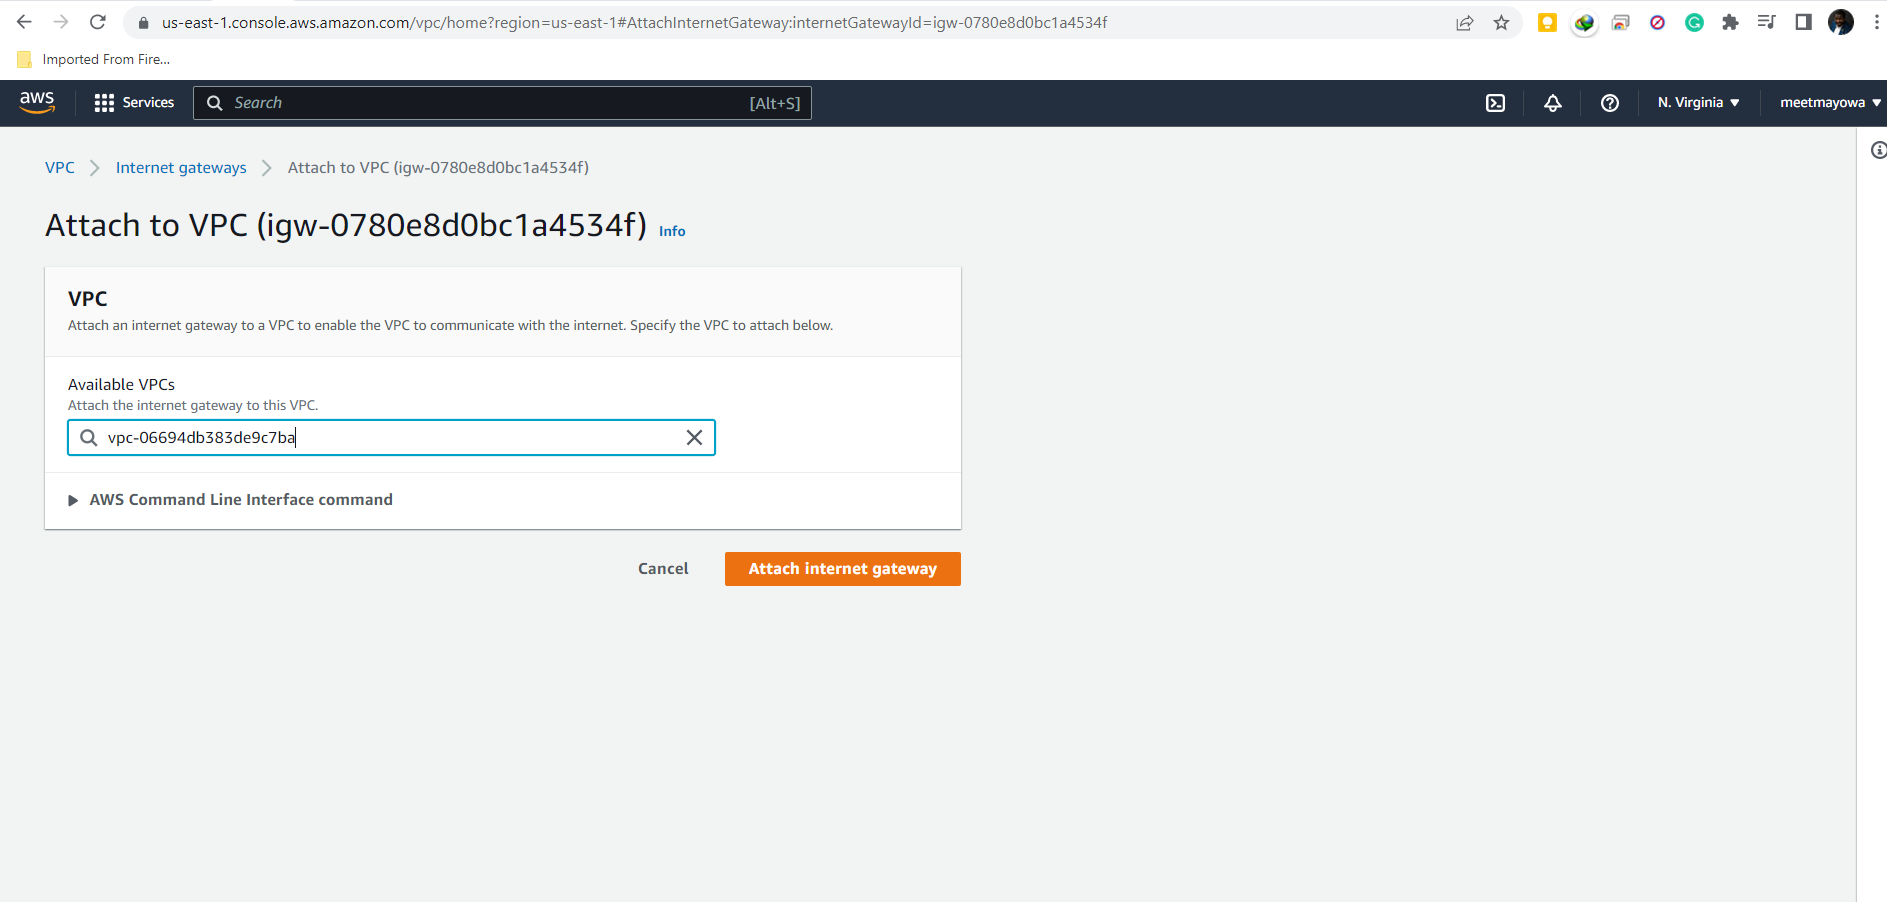 us-east-1.console.aws.amazon.com/vpc/home?region=us-east-1#AttachInternetGateway:internetGatewayId=igw-0780e8d0bc1a4534f
Imported From Fire...
aws Services Search [Alt+S] N. Virginia meetmayowa
VPC Internet gateways Attach to VPC (igw-0780e8d0bc1a4534f)
Attach to VPC (igw-0780e8d0bc1a4534f) Info
VPC
Attach an internet gateway to a VPC to enable the VPC to communicate with the internet. Specify the VPC to attach below.
Available VPCs
Attach the internet gateway to this VPC.
vpc-06694db383de9c7ba
AWS Command Line Interface command
Cancel Attach internet gateway